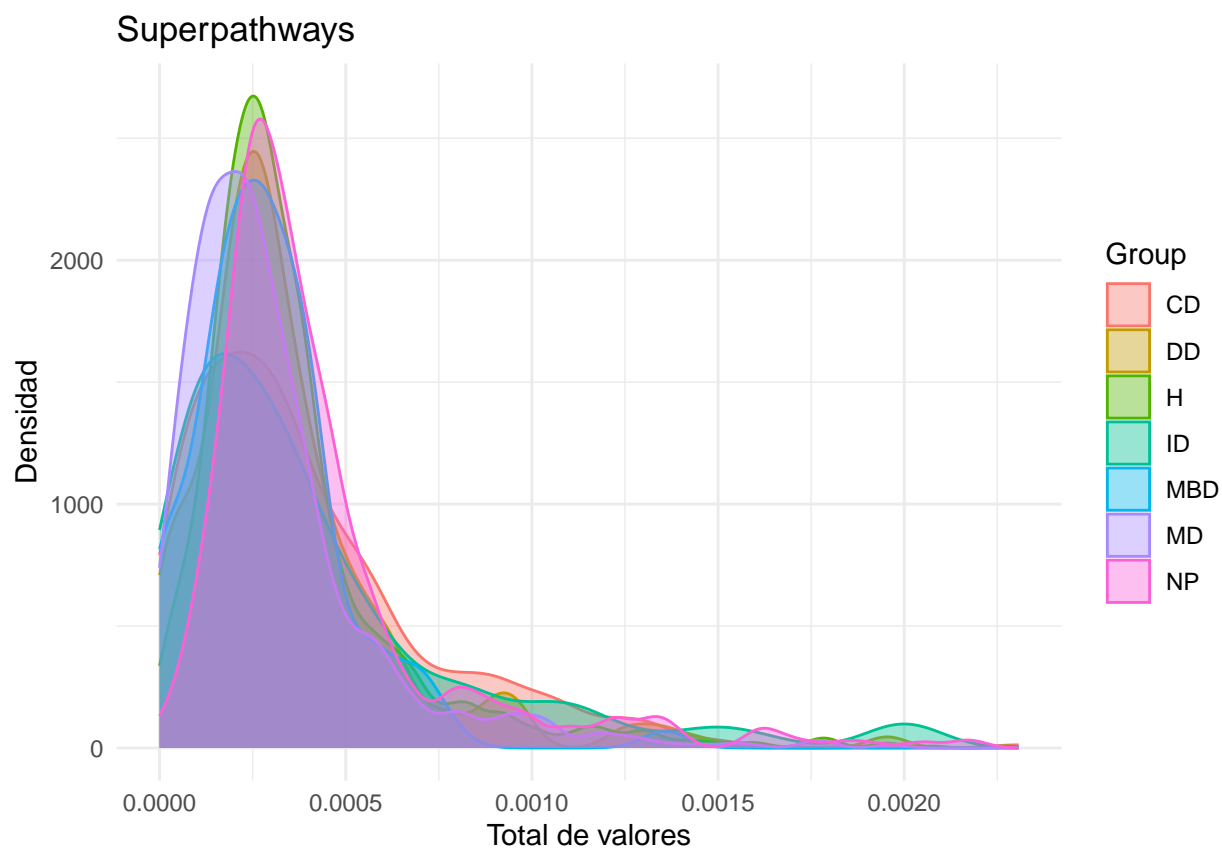 Superpathways
Densidad
2000
1000
0
0.0000
0.0005
0.0010
0.0015
0.0020
Total de valores
Group
CD
DD
H
ID
MBD
MD
NP